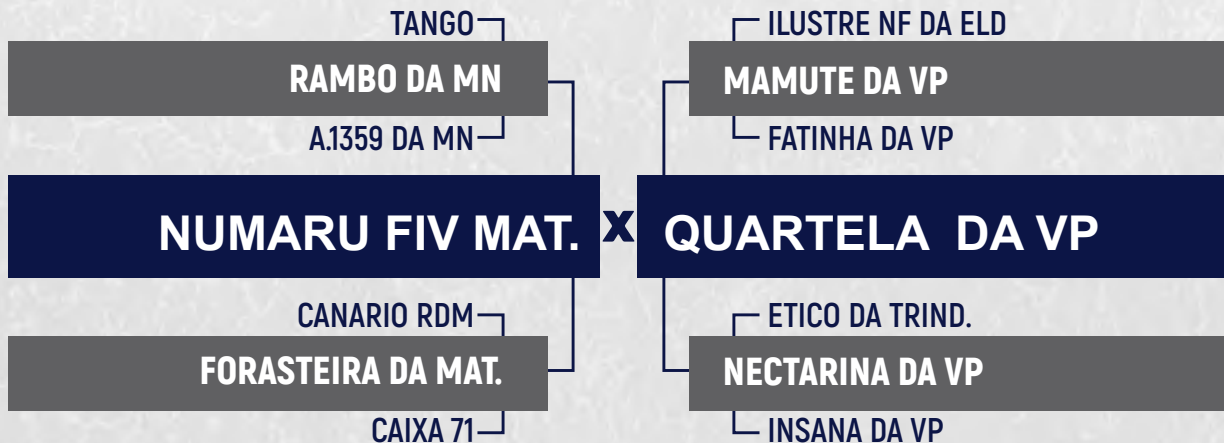 TANGO
RAMBO DA MN
A.1359 DA MN
ILUSTRE NF DA ELD
MAMUTE DA VP
FATINHA DA VP
NUMARU FIV MAT. X QUARTELA DA VP
CANARIO RDM
FORASTEIRA DA MAT.
CAIXA 71
ETICO DA TRIND.
NECTARINA DA VP
INSANA DA VP